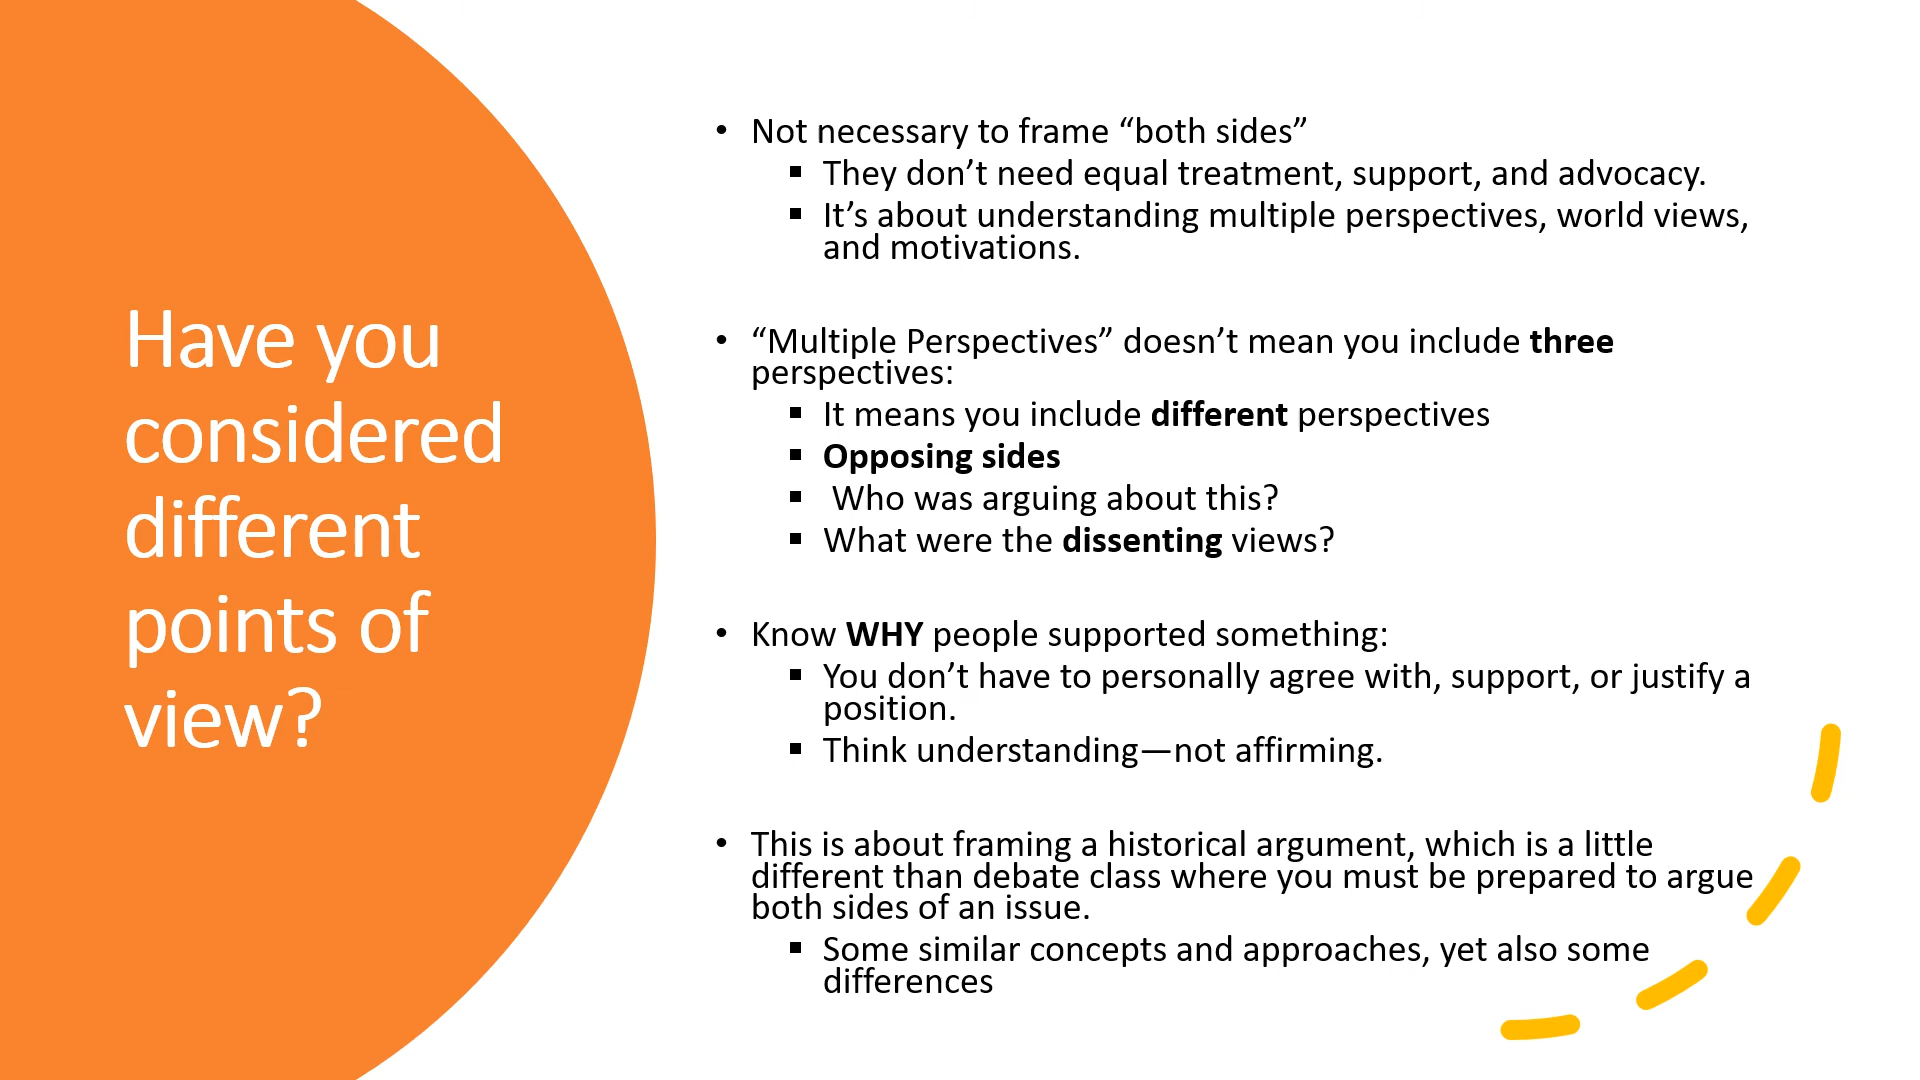 Have you
considered
different
points of
view?
• Not necessary to frame “both sides”
▪ They don’t need equal treatment, support, and advocacy.
▪ It’s about understanding multiple perspectives, world views,
and motivations.
• “Multiple Perspectives” doesn’t mean you include three
perspectives:
▪ It means you include different perspectives
▪ Opposing sides
▪ Who was arguing about this?
▪ What were the dissenting views?
• Know WHY people supported something:
▪ You don’t have to personally agree with, support, or justify a
position.
▪ Think understanding—not affirming.
• This is about framing a historical argument, which is a little
different than debate class where you must be prepared to argue
both sides of an issue.
▪ Some similar concepts and approaches, yet also some
differences